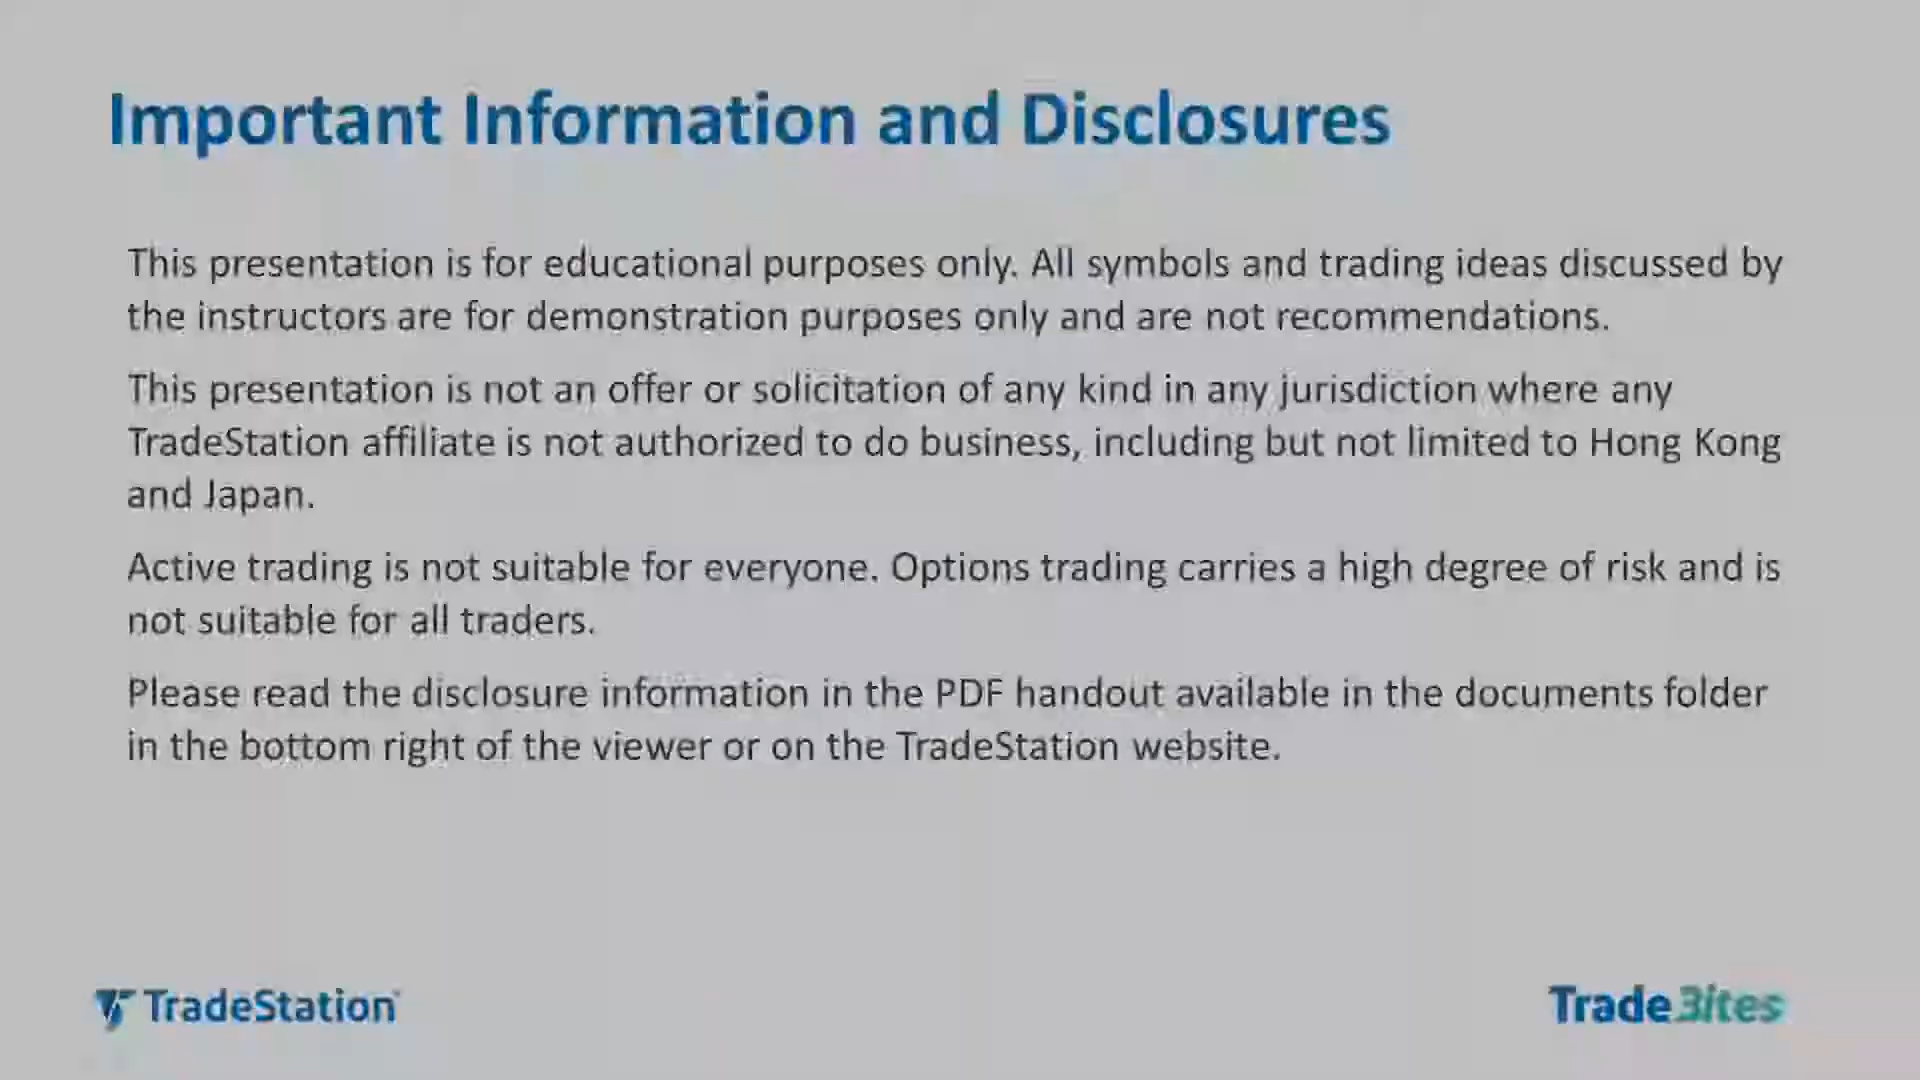 Important Information and Disclosures
This presentation is for educational purposes only. All symbols and trading ideas discussed by
the instructors are for demonstration purposes only and are not recommendations.
This presentation is not an offer or solicitation of any kind in any jurisdiction where any
TradeStation affiliate is not authorized to do business, including but not limited to Hong Kong
and Japan.
Active trading is not suitable for everyone. Options trading carries a high degree of risk and is
not suitable for all traders.
Please read the disclosure information in the PDF handout available in the documents folder
in the bottom right of the viewer or on the TradeStation website.
TradeStation
TradeBites